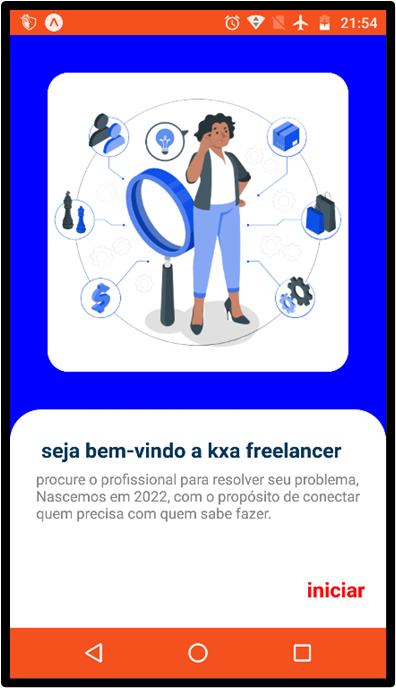 21:54
seja bem-vindo a kxa freelancer
procure o profissional para resolver seu problema,
Nascemos em 2022, com o propósito de conectar
quem precisa com quem sabe fazer.
iniciar